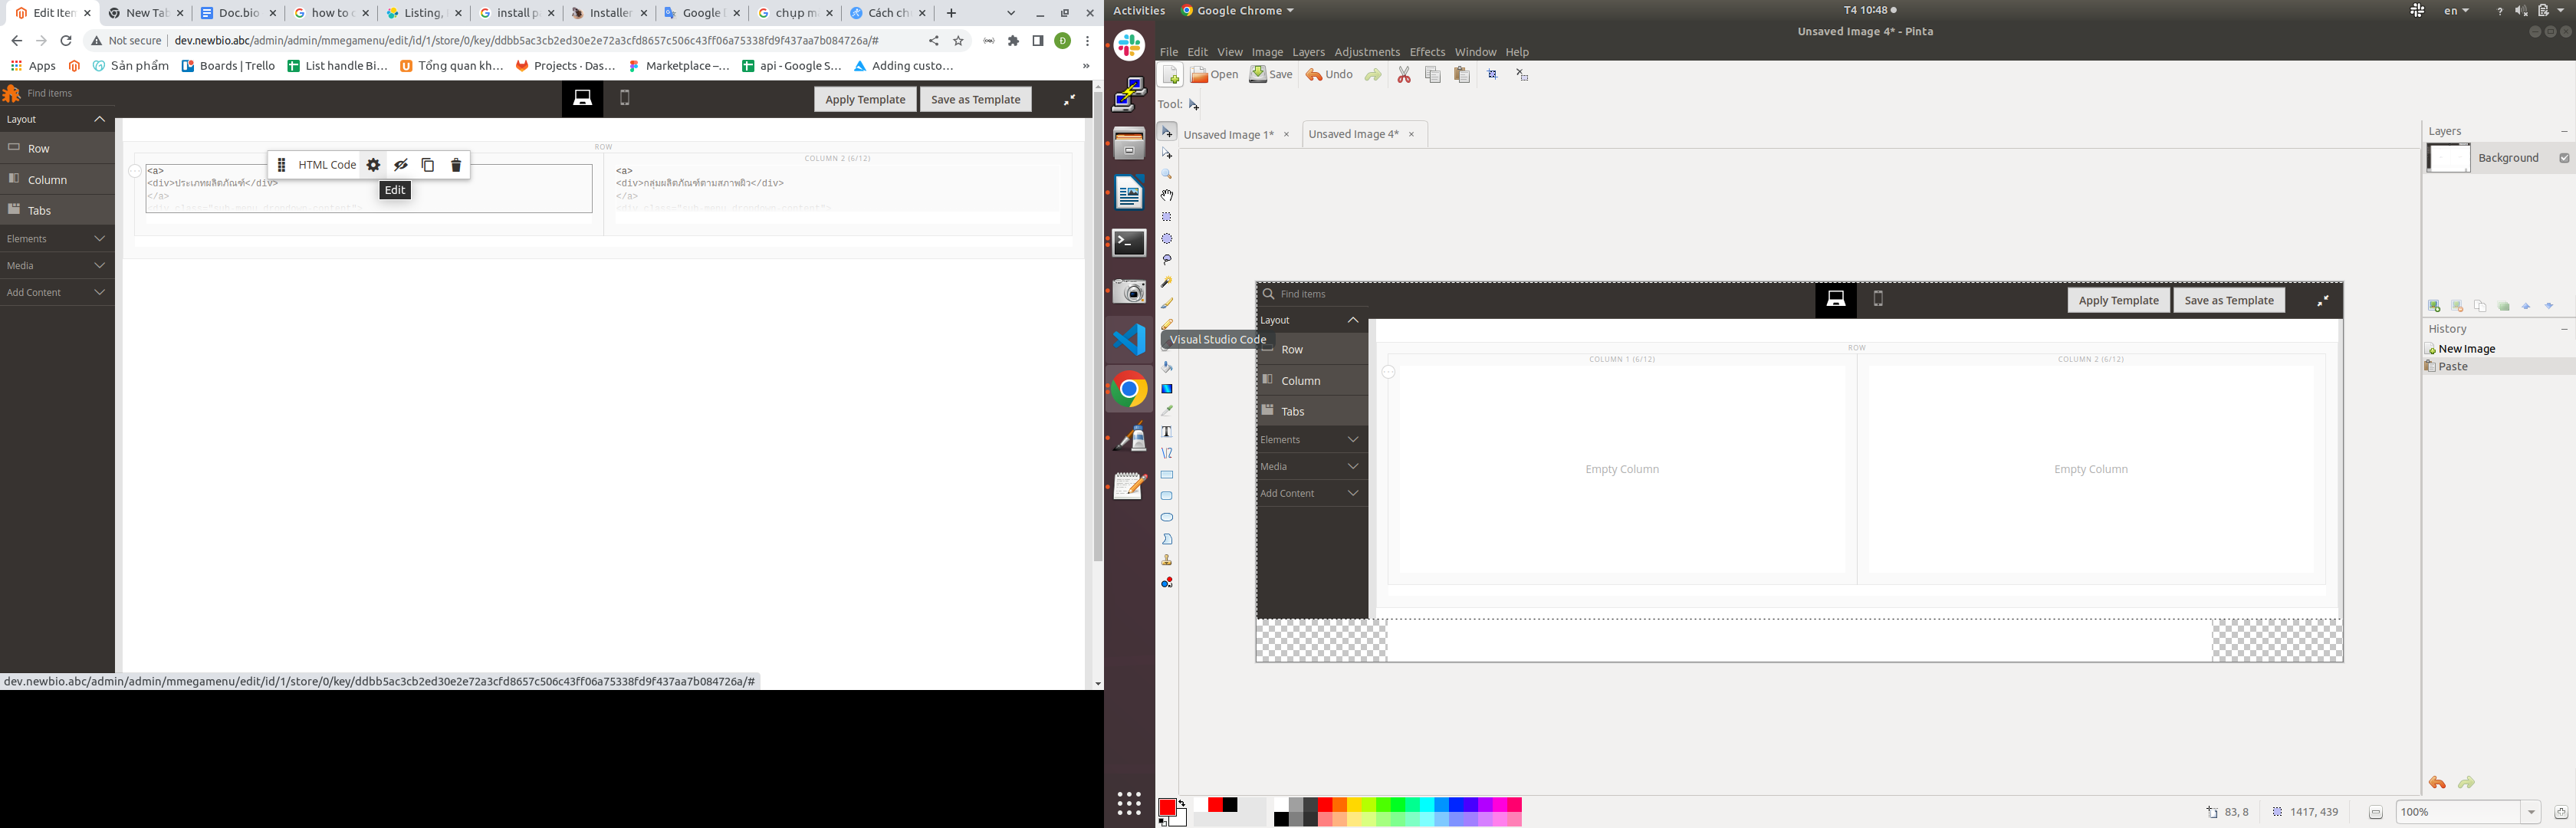 Edit Iten
New Tab
Doc.bio
how to c
Listing,
install p
Installer
Google
chụp m
Cách ch
Not secure
dev.newbio.abc/admin/admin/mmegamenu/edit/id/1/store/0/key/ddbb5ac3cb2ed30e2e72a3cfd8657c506c43ff06a75338fd9f437aa7b084726a/#
Apps
Sản phẩm
Boards | Trello
List handle Bi...
Tổng quan kh...
Projects · Das...
Marketplace –...
api - Google S...
Adding custo...
Find items
Apply Template
Save as Template
Layout
Row
Column
Tabs
Elements
Media
Add Content
ROW
COLUMN 2 (6/12)
HTML Code
Edit
<a>
<div>ประเภทผลิตภัณฑ์</div>
</a>
<a>
<div>กลุ่มผลิตภัณฑ์ตามสภาพผิว</div>
</a>
<div class="sub-menu dropdown-content">
dev.newbio.abc/admin/admin/mmegamenu/edit/id/1/store/0/key/ddbb5ac3cb2ed30e2e72a3cfd8657c506c43ff06a75338fd9f437aa7b084726a/#
Activities
Google Chrome
T4 10:48
en
Unsaved Image 4* - Pinta
File Edit View Image Layers Adjustments Effects Window Help
Open
Save
Undo
Tool:
Unsaved Image 1*
Unsaved Image 4*
Layers
Background
History
New Image
Paste
Visual Studio Code
Find items
Apply Template
Save as Template
Layout
Row
Column
Tabs
Elements
Media
Add Content
ROW
COLUMN 1 (6/12)
COLUMN 2 (6/12)
Empty Column
Empty Column
83, 8
1417, 439
100%